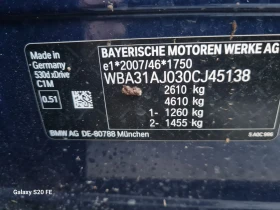 BAYERISCHE MOTOREN WERKE AG
Made in
Germany
530d xDrive
C1M
0.51
e1*2007/46*1750
WBA31AJ030CJ45138
2610 kg
4610 kg
1- 1260 kg
2- 1455 kg
BMW AG DE-80788 München
Galaxy S20 FE